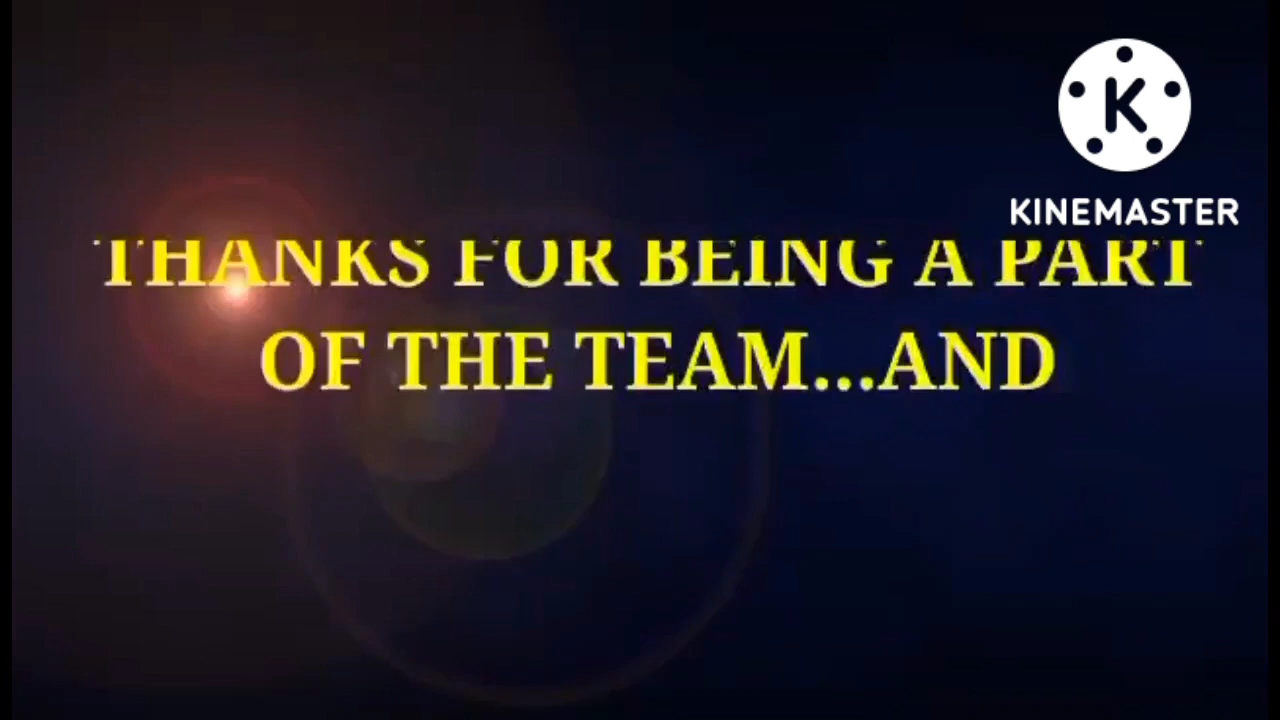 K
KINEMASTER
THANKS FOR BEING A PART
OF THE TEAM...AND